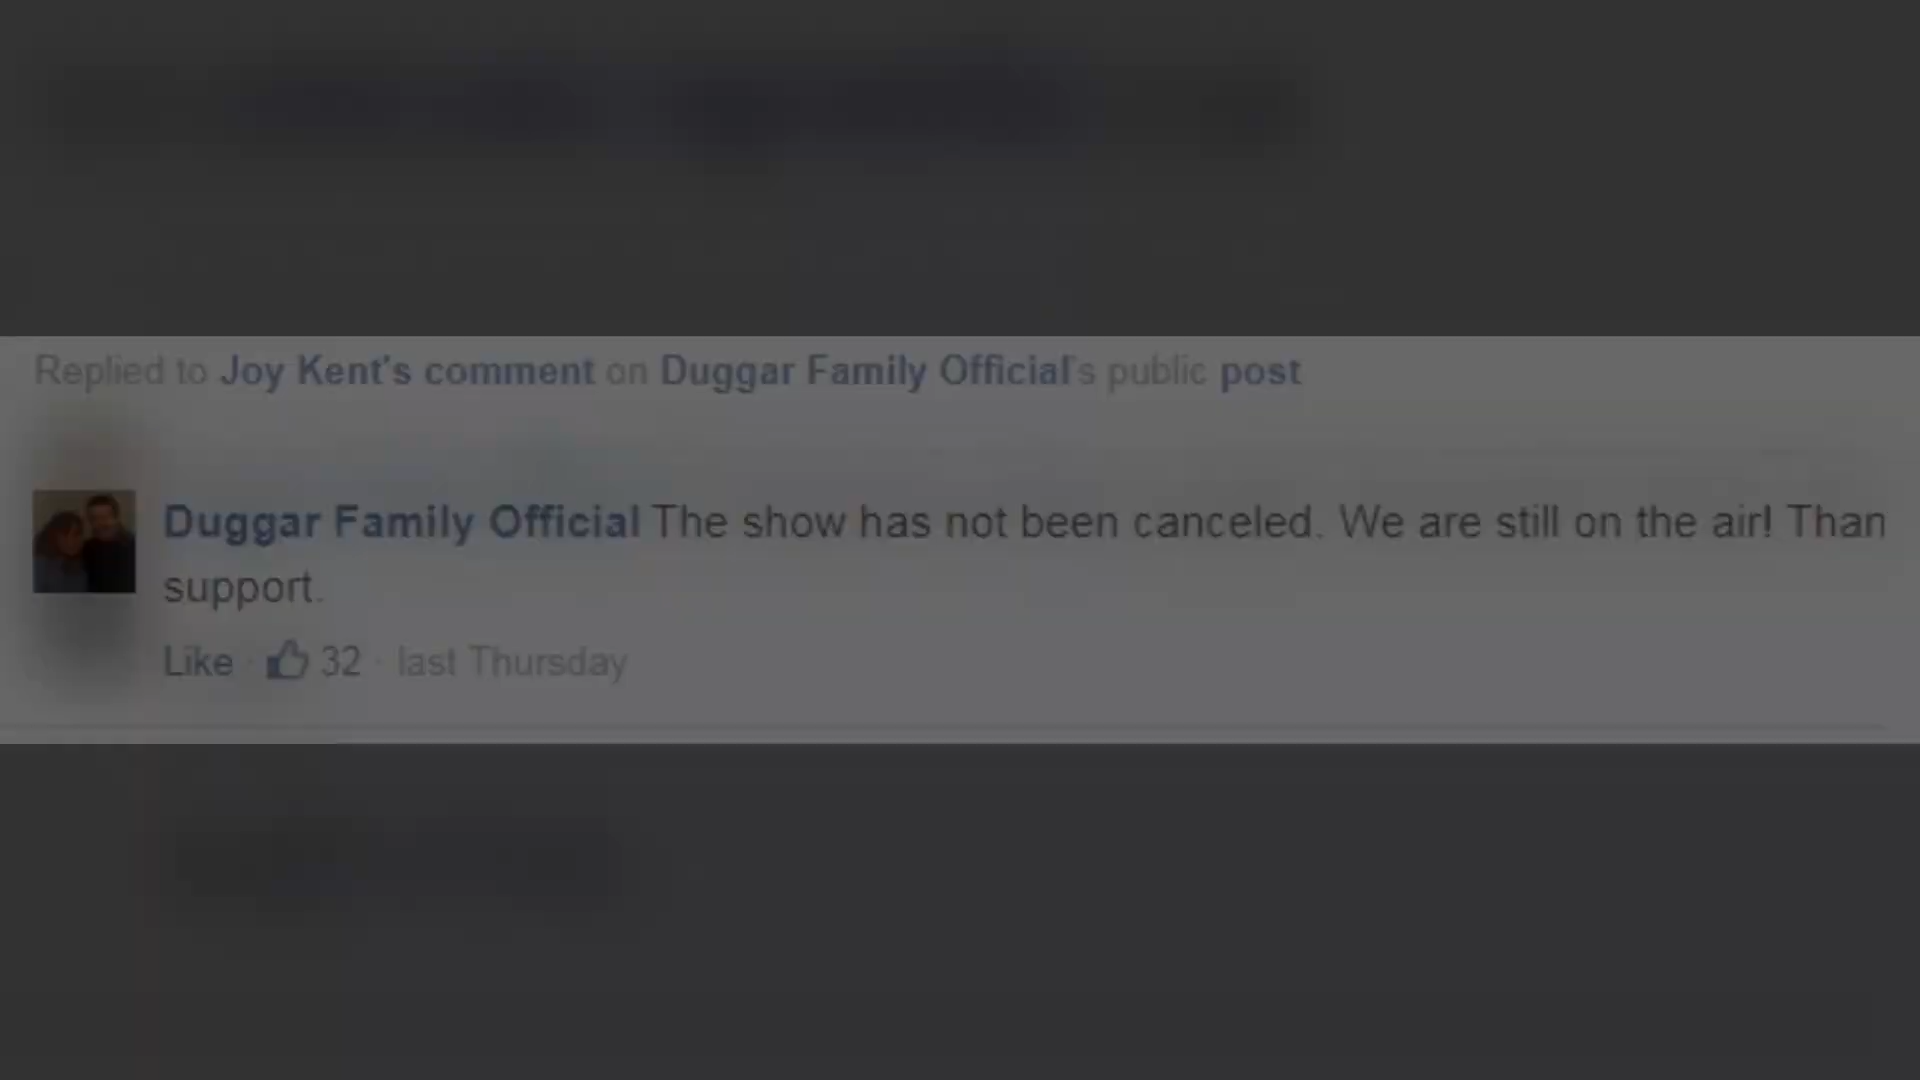 Replied to Joy Kent's comment on Duggar Family Official's public post
Duggar Family Official The show has not been canceled. We are still on the air! Than
support.
Like · 32 · last Thursday